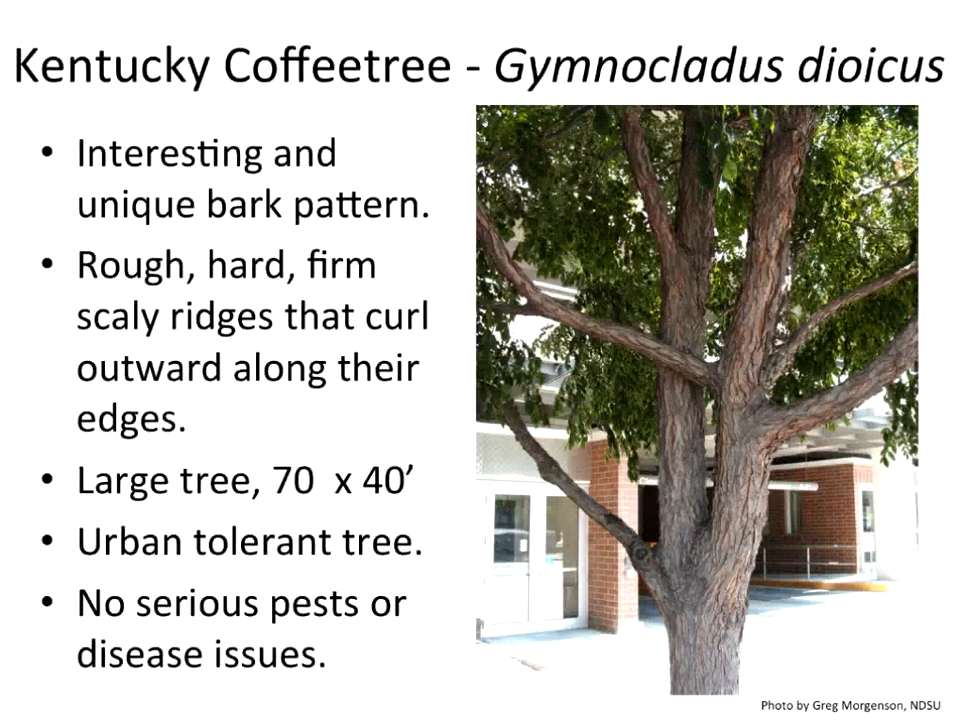 Kentucky Coffeetree - Gymnocladus dioicus
• Interesting and
unique bark pattern.
• Rough, hard, firm
scaly ridges that curl
outward along their
edges.
• Large tree, 70  x 40’
• Urban tolerant tree.
• No serious pests or
disease issues.
Photo by Greg Morgenson, NDSU